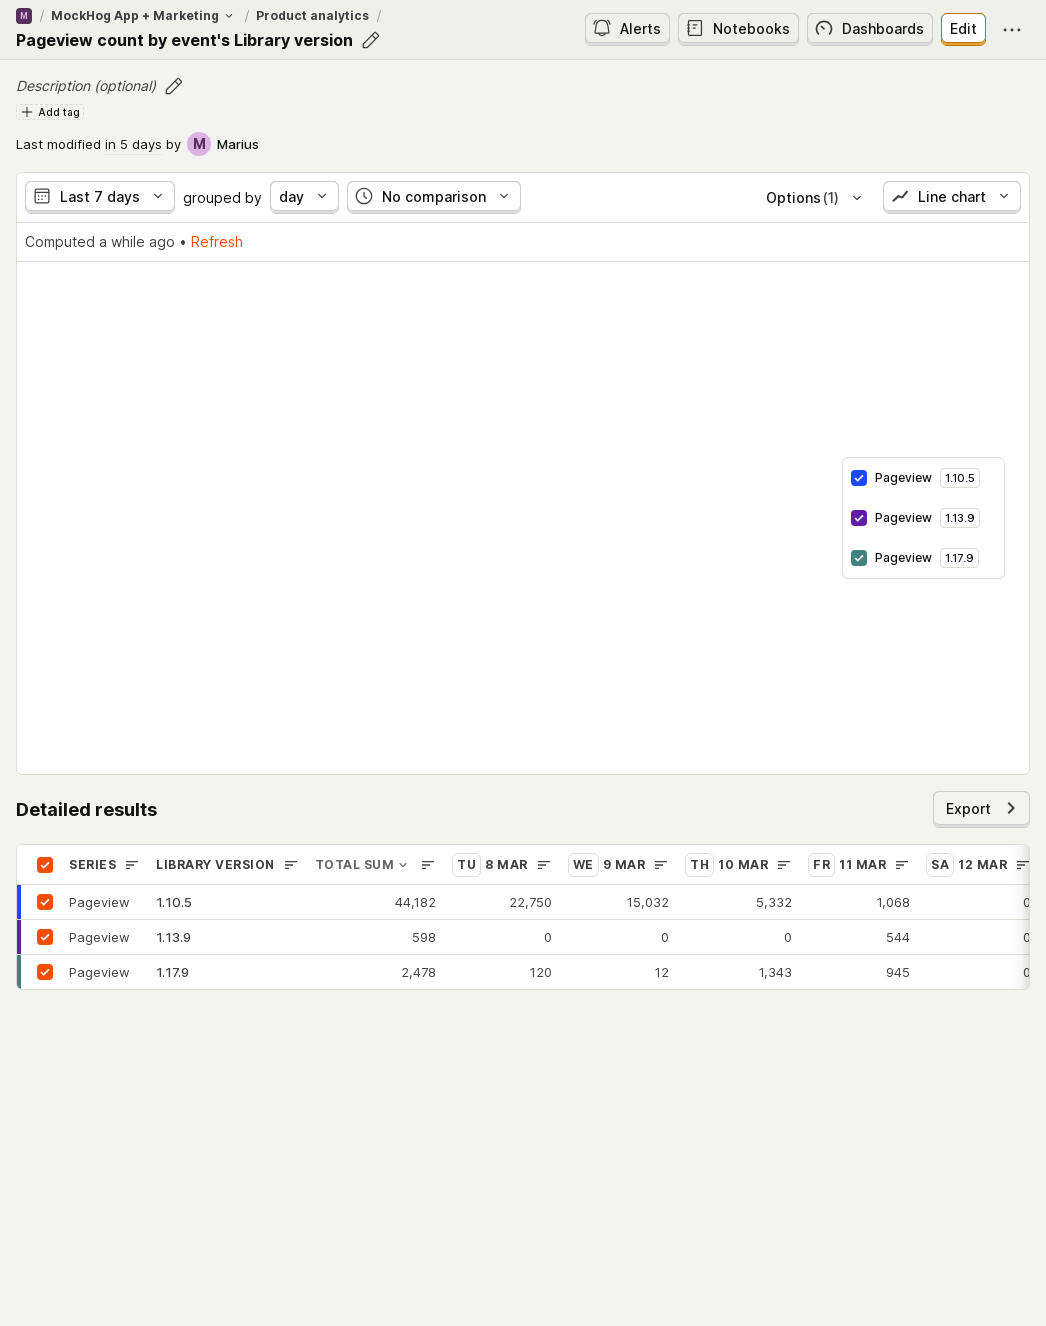 M / MockHog App + Marketing / Product analytics /
Pageview count by event's Library version
Alerts Notebooks Dashboards Edit
Description (optional)
Add tag
Last modified in 5 days by M Marius
Last 7 days grouped by day No comparison Options (1) Line chart
Computed a while ago • Refresh
Pageview 1.10.5
Pageview 1.13.9
Pageview 1.17.9
Detailed results Export
SERIES LIBRARY VERSION TOTAL SUM TU 8 MAR WE 9 MAR TH 10 MAR FR 11 MAR SA 12 MAR
Pageview 1.10.5 44,182 22,750 15,032 5,332 1,068 0
Pageview 1.13.9 598 0 0 0 544 0
Pageview 1.17.9 2,478 120 12 1,343 945 0